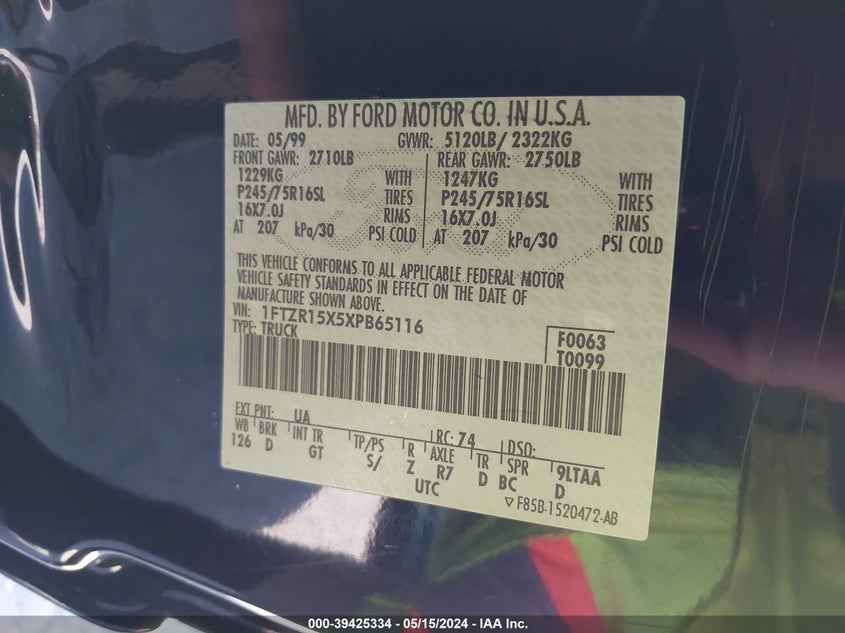 MFD. BY FORD MOTOR CO. IN U.S.A.
DATE: 05/99 GVWR: 5120LB/ 2322KG
FRONT GAWR: 2710LB REAR GAWR: 2750LB
1229KG WITH 1247KG WITH
P245/75R16SL TIRES P245/75R16SL TIRES
16X7.0J RIMS 16X7.0J RIMS
AT 207 kPa/30 PSI COLD AT 207 kPa/30 PSI COLD
THIS VEHICLE CONFORMS TO ALL APPLICABLE FEDERAL MOTOR
VEHICLE SAFETY STANDARDS IN EFFECT ON THE DATE OF
MANUFACTURE SHOWN ABOVE.
VIN: 1FTZR15X5XPB65116
TYPE: TRUCK
F0063
T0099
EXT PNT: UA RC: 74 DSO:
WB BRK INT TR TP/PS R AXLE TR SPR 9LTAA
126 D GT S/ Z R7 D BC D
UTC
▽ F85B-1520472-AB
000-39425334 - 05/15/2024 - IAA Inc.